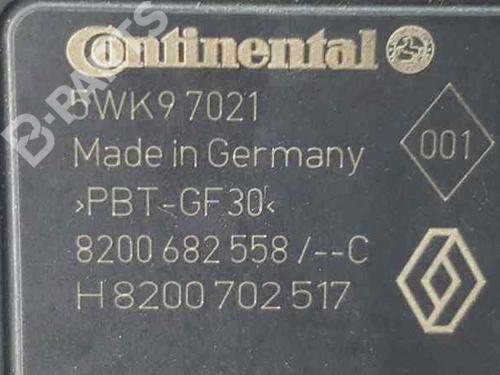 Continental
5WK9 7021
Made in Germany
001
>PBT-GF30<
8200 682 558 /--C
H 8200 702 517
B-PARTS